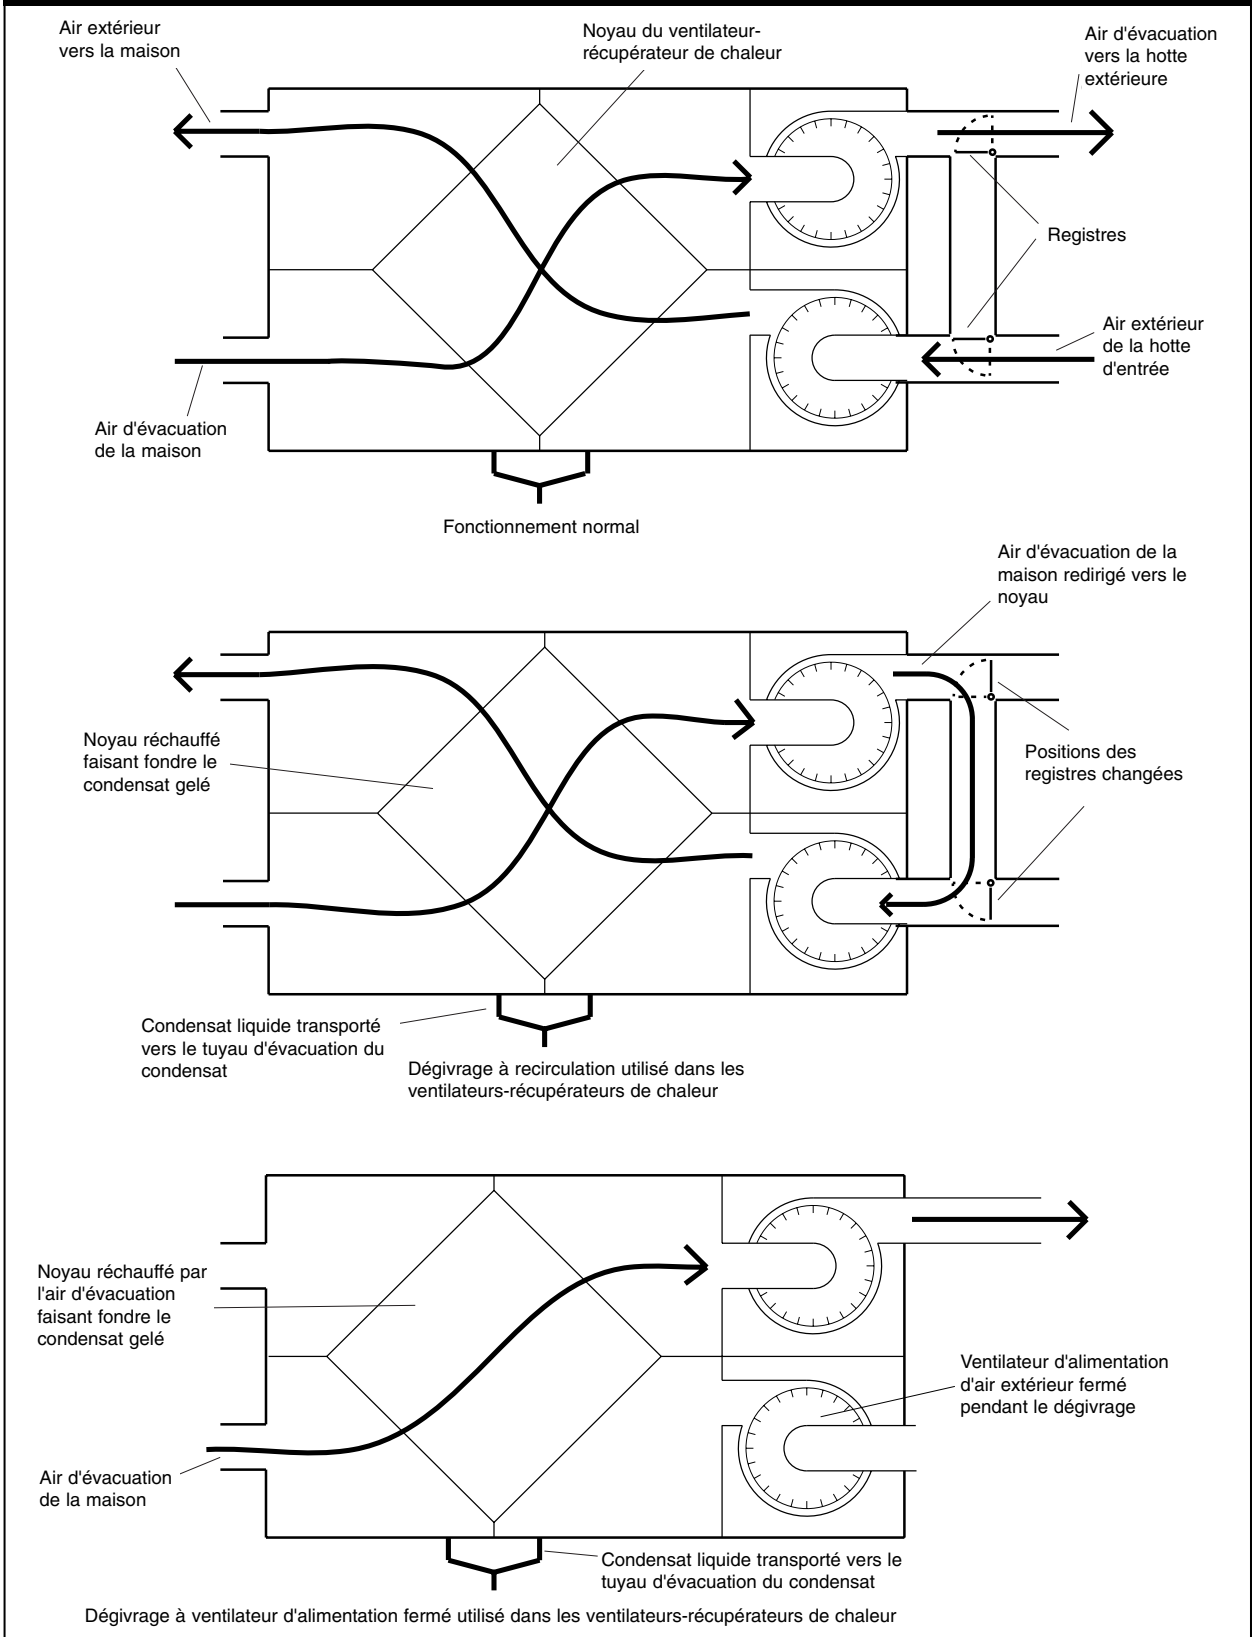 Air extérieur
vers la maison
Noyau du ventilateur-
récupérateur de chaleur
Air d'évacuation
vers la hotte
extérieure
Registres
Air extérieur
de la hotte
d'entrée
Air d'évacuation
de la maison
Fonctionnement normal
Air d'évacuation de la
maison redirigé vers le
noyau
Noyau réchauffé
faisant fondre le
condensat gelé
Positions des
registres changées
Condensat liquide transporté
vers le tuyau d'évacuation du
condensat
Dégivrage à recirculation utilisé dans les
ventilateurs-récupérateurs de chaleur
Noyau réchauffé par
l'air d'évacuation
faisant fondre le
condensat gelé
Ventilateur d'alimentation
d'air extérieur fermé
pendant le dégivrage
Air d'évacuation
de la maison
Condensat liquide transporté vers le
tuyau d'évacuation du condensat
Dégivrage à ventilateur d'alimentation fermé utilisé dans les ventilateurs-récupérateurs de chaleur